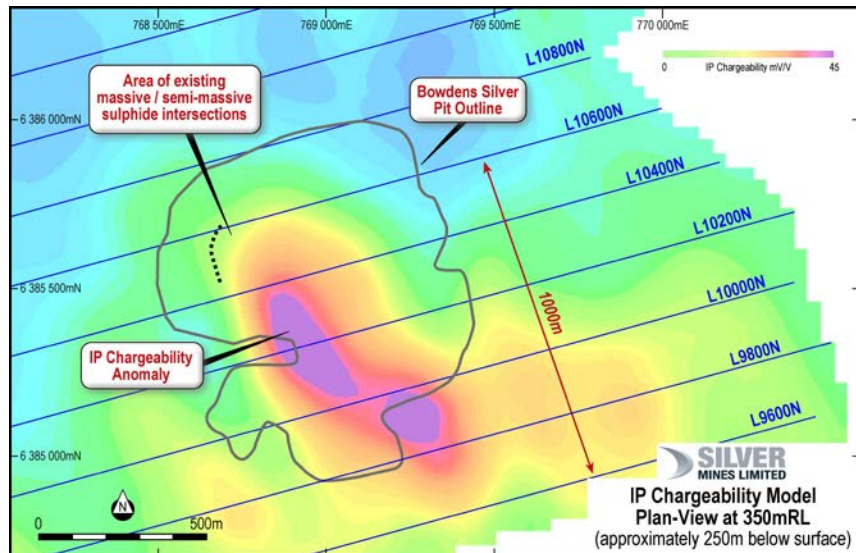 768 500mE
769 000mE
769 500mE
770 000mE
L10800N
0
IP Chargeability mV/V
45
Area of existing
massive / semi-massive
sulphide intersections
Bowdens Silver
Pit Outline
6 386 000mN
L10600N
L10400N
L10200N
6 385 500mN
1000m
L10000N
IP Chargeability
Anomaly
L9800N
L9600N
6 385 000mN
SILVER
MINES LIMITED
IP Chargeability Model
Plan-View at 350mRL
(approximately 250m below surface)
N
0
500m